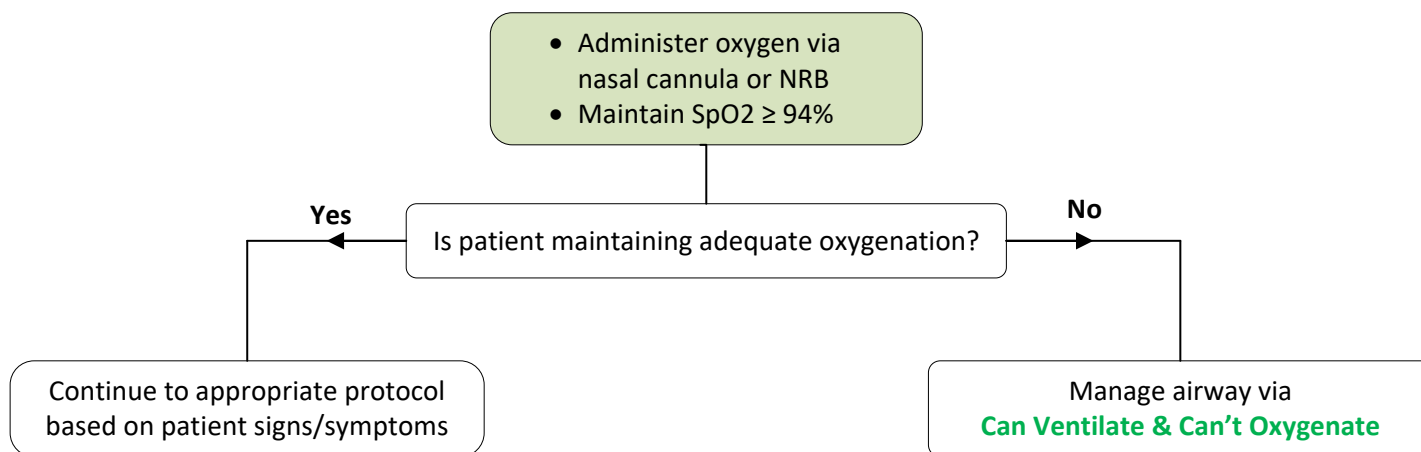 • Administer oxygen via
nasal cannula or NRB
• Maintain SpO2 ≥ 94%
Yes
No
Is patient maintaining adequate oxygenation?
Continue to appropriate protocol
based on patient signs/symptoms
Manage airway via
Can Ventilate & Can't Oxygenate